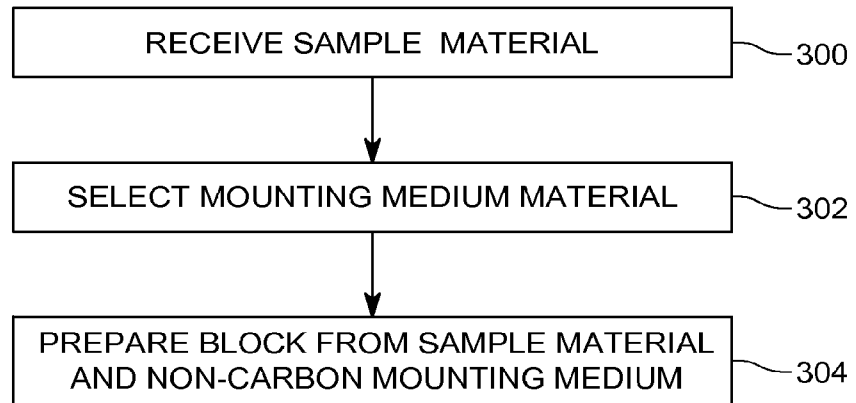 RECEIVE SAMPLE MATERIAL
300
SELECT MOUNTING MEDIUM MATERIAL
302
PREPARE BLOCK FROM SAMPLE MATERIAL
AND NON-CARBON MOUNTING MEDIUM
304